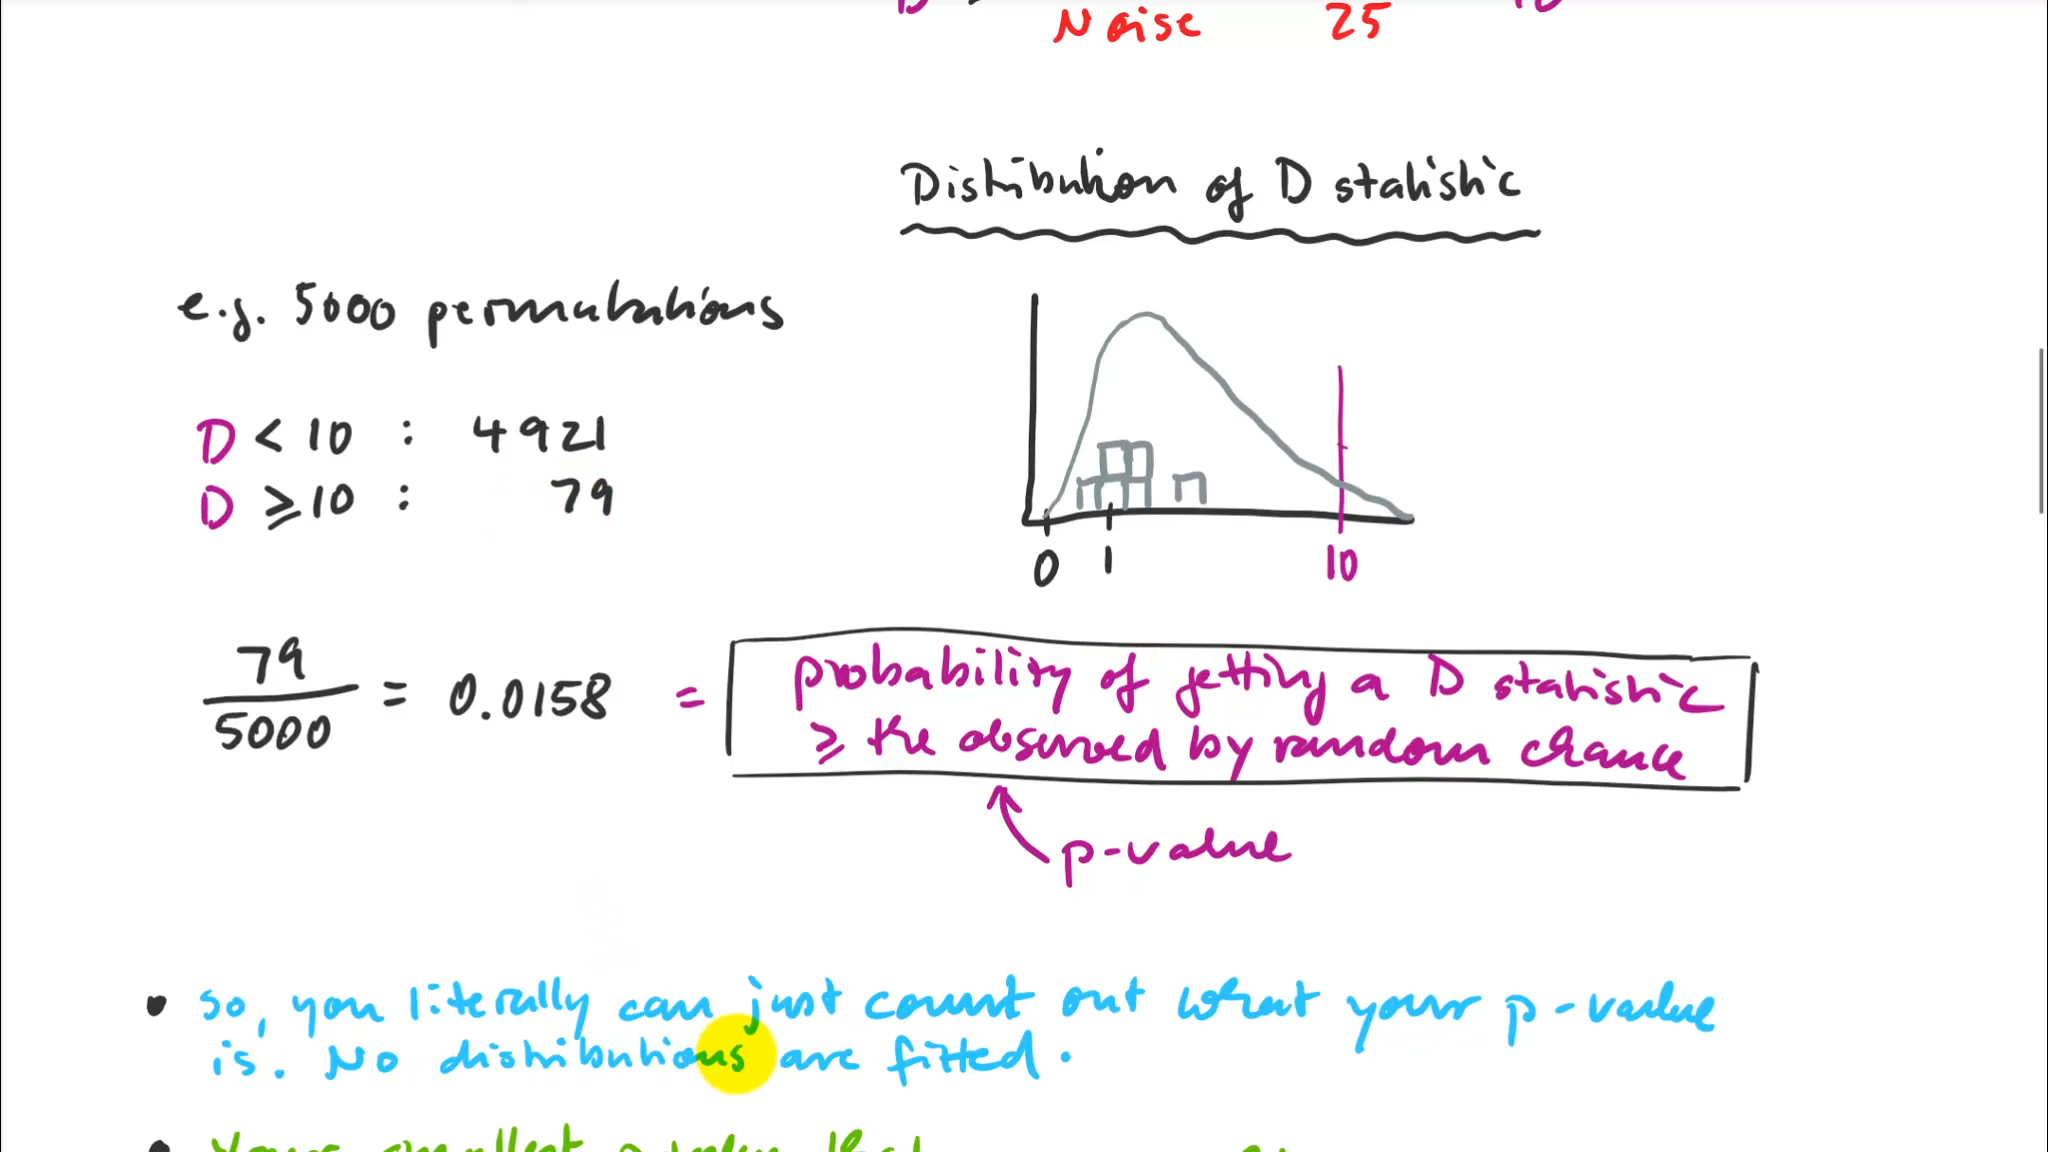 Noise 25
Distribution of D statistic
e.g. 5000 permutations
D < 10 : 4921
D ≥ 10 : 79
0 1 10
79
5000
= 0.0158 =
probability of getting a D statistic
≥ the observed by random chance
p-value
• so, you literally can just count out what your p-value
is. No distributions are fitted.